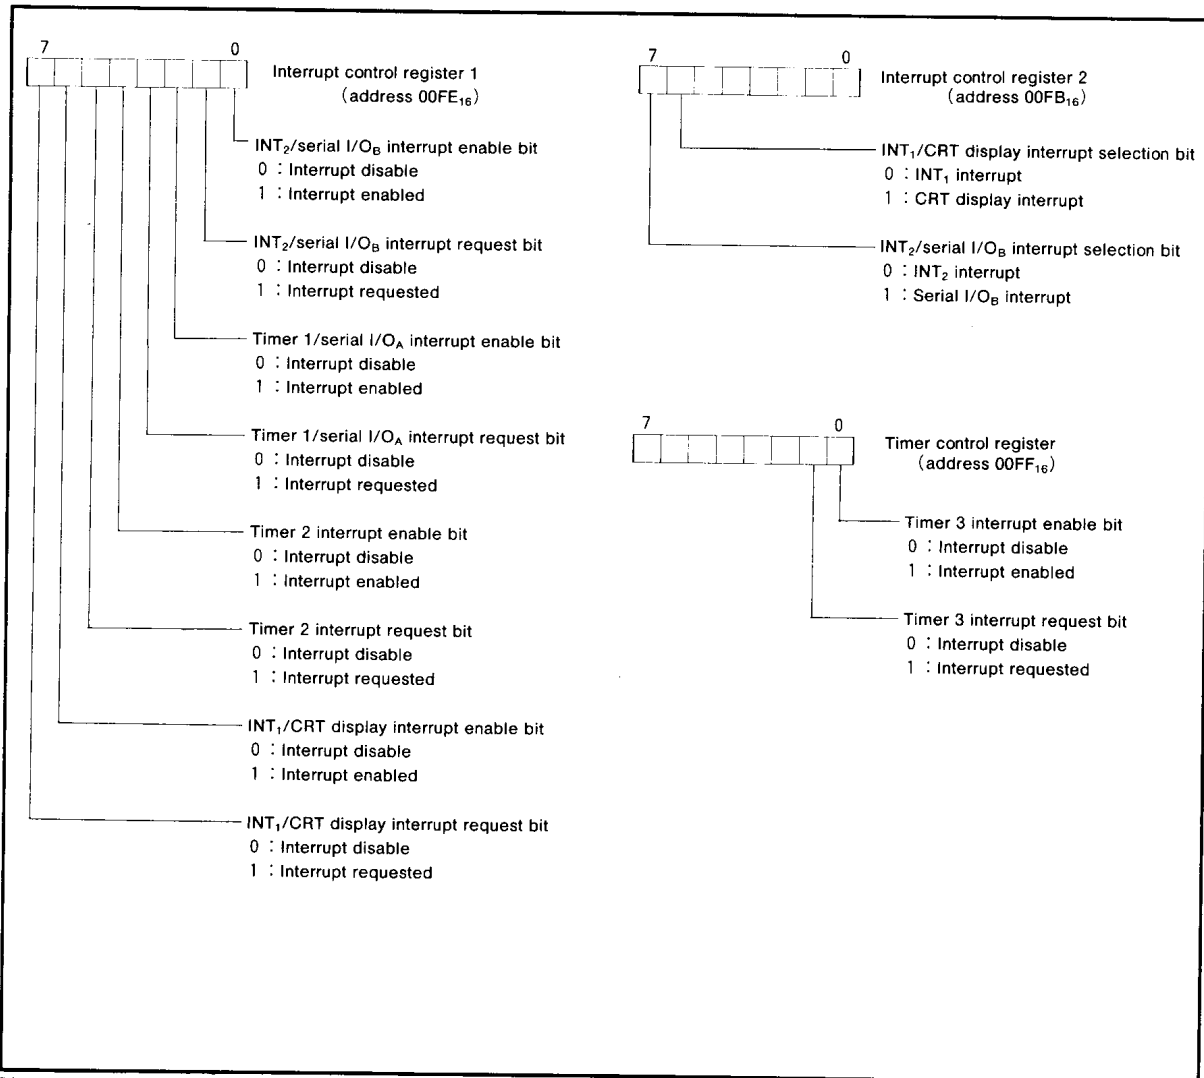 7 0
Interrupt control register 1
(address 00FE₁₆)
INT₂/serial I/O_B interrupt enable bit
0 : Interrupt disable
1 : Interrupt enabled
INT₂/serial I/O_B interrupt request bit
0 : Interrupt disable
1 : Interrupt requested
Timer 1/serial I/O_A interrupt enable bit
0 : Interrupt disable
1 : Interrupt enabled
Timer 1/serial I/O_A interrupt request bit
0 : Interrupt disable
1 : Interrupt requested
Timer 2 interrupt enable bit
0 : Interrupt disable
1 : Interrupt enabled
Timer 2 interrupt request bit
0 : Interrupt disable
1 : Interrupt requested
INT₁/CRT display interrupt enable bit
0 : Interrupt disable
1 : Interrupt enabled
INT₁/CRT display interrupt request bit
0 : Interrupt disable
1 : Interrupt requested
7 0
Interrupt control register 2
(address 00FB₁₆)
INT₁/CRT display interrupt selection bit
0 : INT₁ interrupt
1 : CRT display interrupt
INT₂/serial I/O_B interrupt selection bit
0 : INT₂ interrupt
1 : Serial I/O_B interrupt
7 0
Timer control register
(address 00FF₁₆)
Timer 3 interrupt enable bit
0 : Interrupt disable
1 : Interrupt enabled
Timer 3 interrupt request bit
0 : Interrupt disable
1 : Interrupt requested